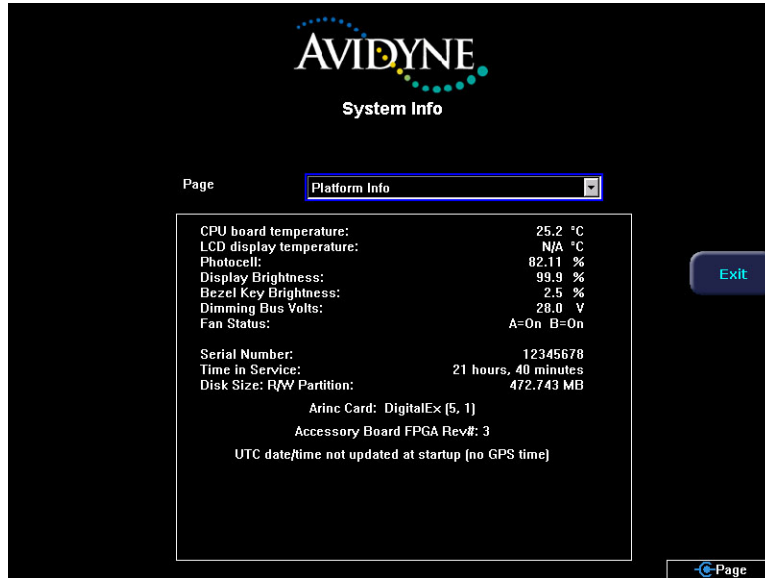 AVIDYNE
System Info
Page Platform Info
CPU board temperature: 25.2 °C
LCD display temperature: N/A °C
Photocell: 82.11 %
Display Brightness: 99.9 %
Bezel Key Brightness: 2.5 %
Dimming Bus Volts: 28.0 V
Fan Status: A=On B=On
Serial Number: 12345678
Time in Service: 21 hours, 40 minutes
Disk Size: R/W Partition: 472.743 MB
Arinc Card: DigitalEx (5, 1)
Accessory Board FPGA Rev#: 3
UTC date/time not updated at startup (no GPS time)
Exit
Page